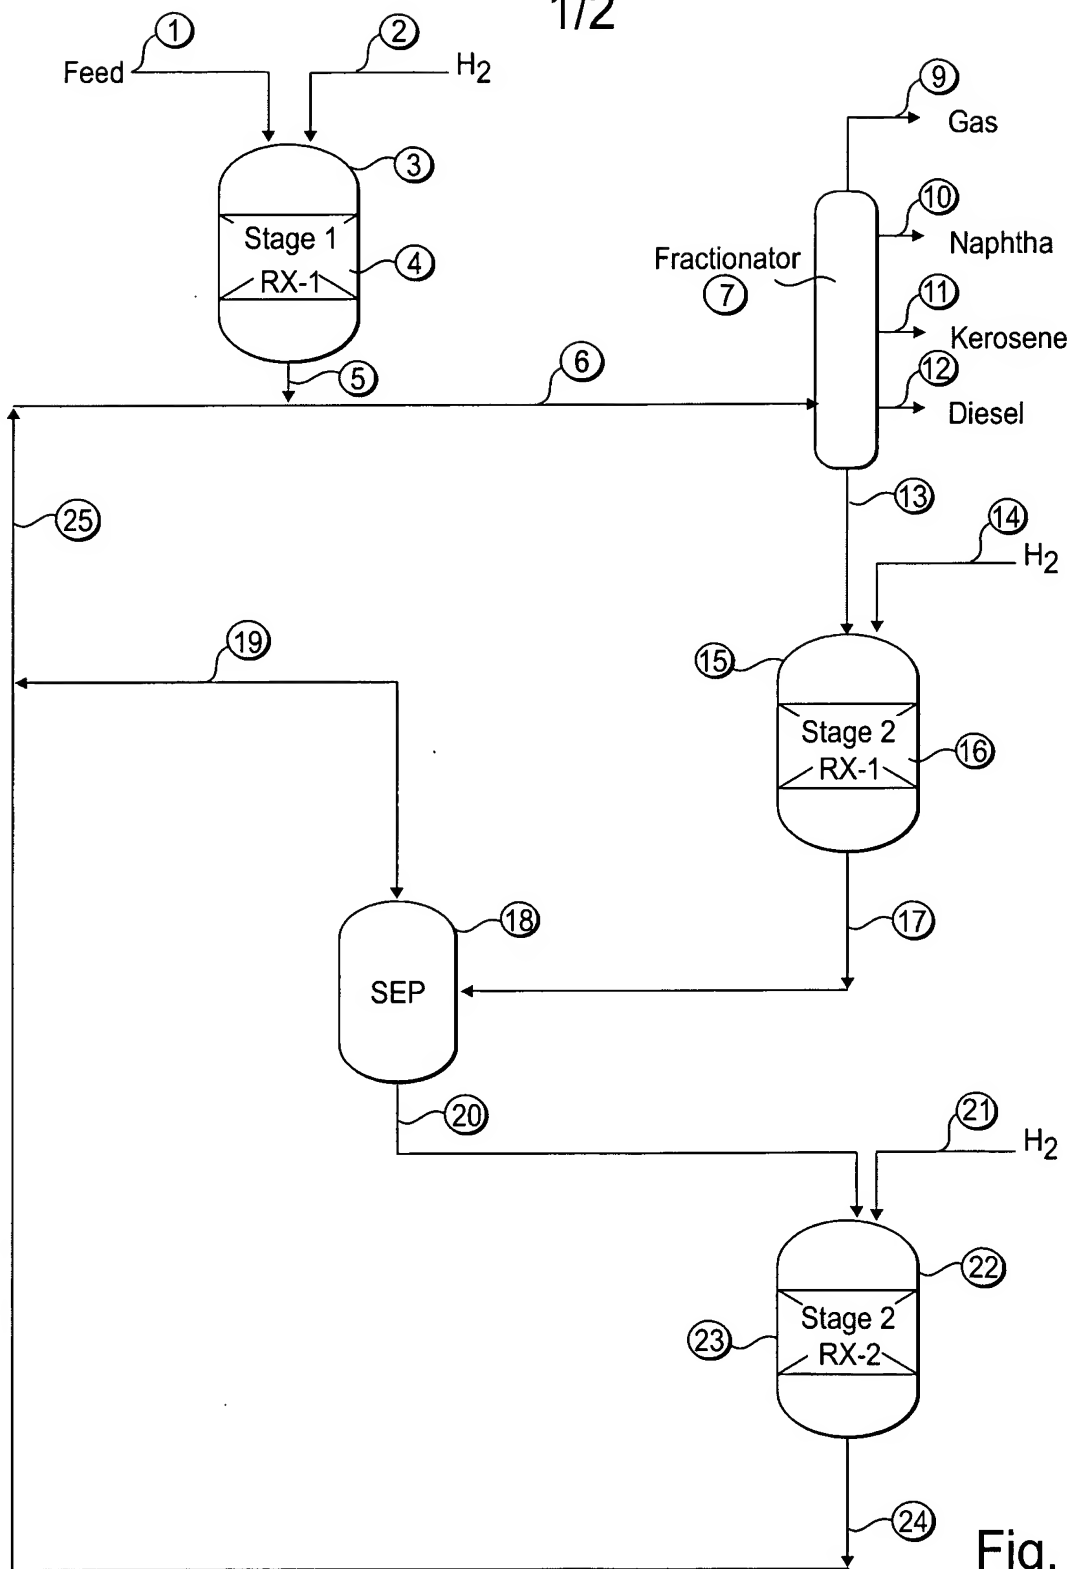 1/2
1
2
Feed
H2
9
Gas
3
10
Stage 1
Naphtha
4
Fractionator
RX-1
7
11
Kerosene
6
12
5
Diesel
13
25
14
H2
19
15
Stage 2
16
RX-1
18
17
SEP
20
21
H2
22
Stage 2
23
RX-2
24
Fig.